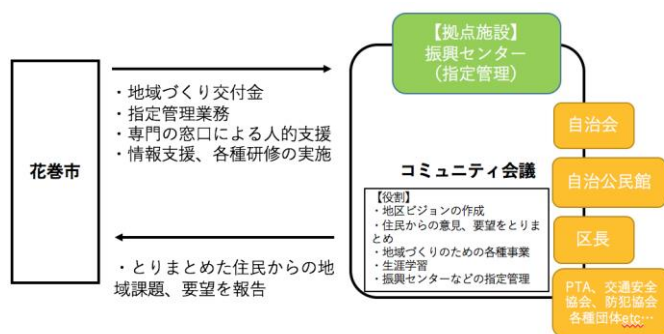 花巻市
・地域づくり交付金
・指定管理業務
・専門の窓口による人的支援
・情報支援、各種研修の実施
・とりまとめた住民からの地
域課題、要望を報告
【拠点施設】
振興センター
（指定管理）
コミュニティ会議
【役割】
・地区ビジョンの作成
・住民からの意見、要望をとりま
とめ
・地域づくりのための各種事業
・生涯学習
・振興センターなどの指定管理
自治会
自治公民館
区長
PTA、交通安全
協会、防犯協会
各種団体etc…